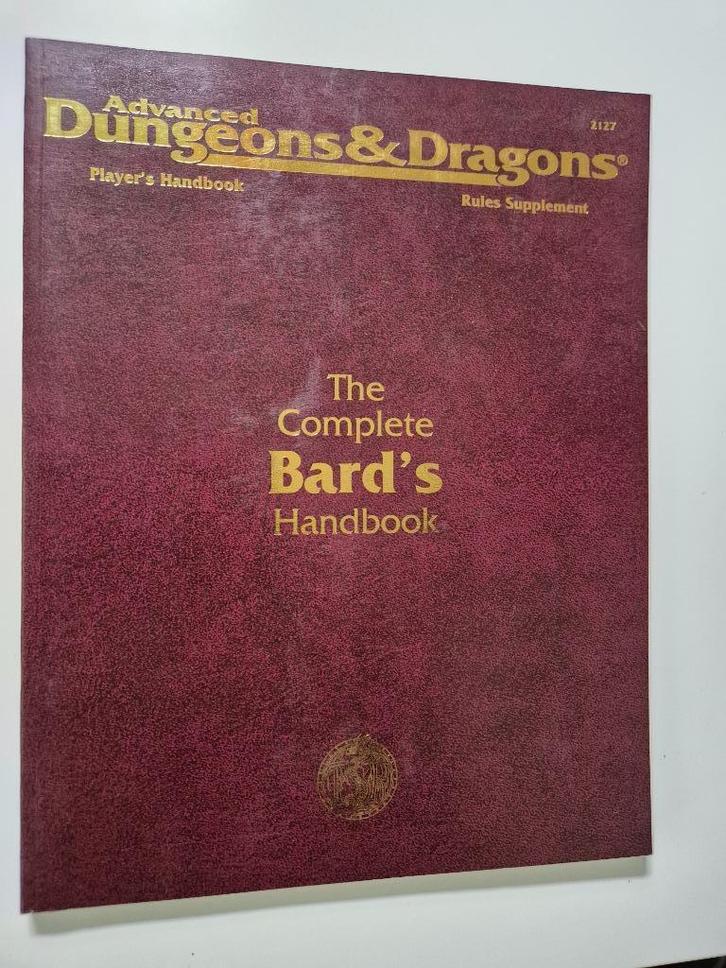 Advanced
Dungeons & Dragons®
2127
Player's Handbook
Rules Supplement
The
Complete
Bard's
Handbook